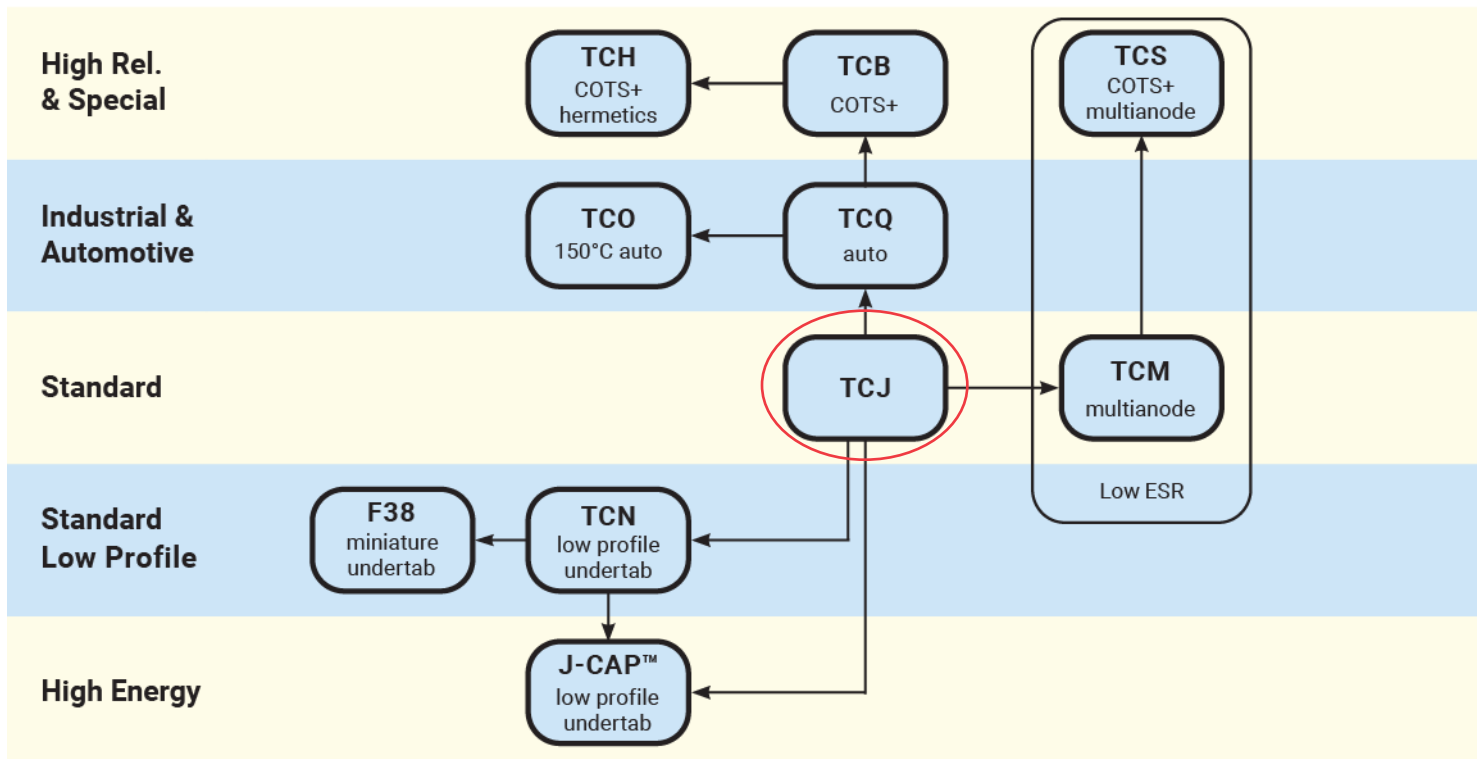 High Rel.
& Special
TCH
COTS+
hermetics
TCB
COTS+
TCS
COTS+
multianode
Industrial &
Automotive
TCO
150°C auto
TCQ
auto
Standard
TCJ
TCM
multianode
Low ESR
Standard
Low Profile
F38
miniature
undertab
TCN
low profile
undertab
High Energy
J-CAP™
low profile
undertab